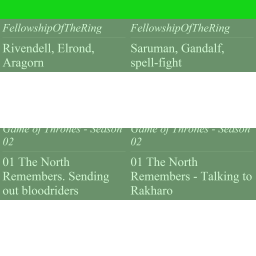 FellowshipOfTheRing
Rivendell, Elrond,
Aragorn
FellowshipOfTheRing
Saruman, Gandalf,
spell-fight
Game of Thrones - Season
02
01 The North
Remembers. Sending
out bloodriders
Game of Thrones - Season
02
01 The North
Remembers - Talking to
Rakharo